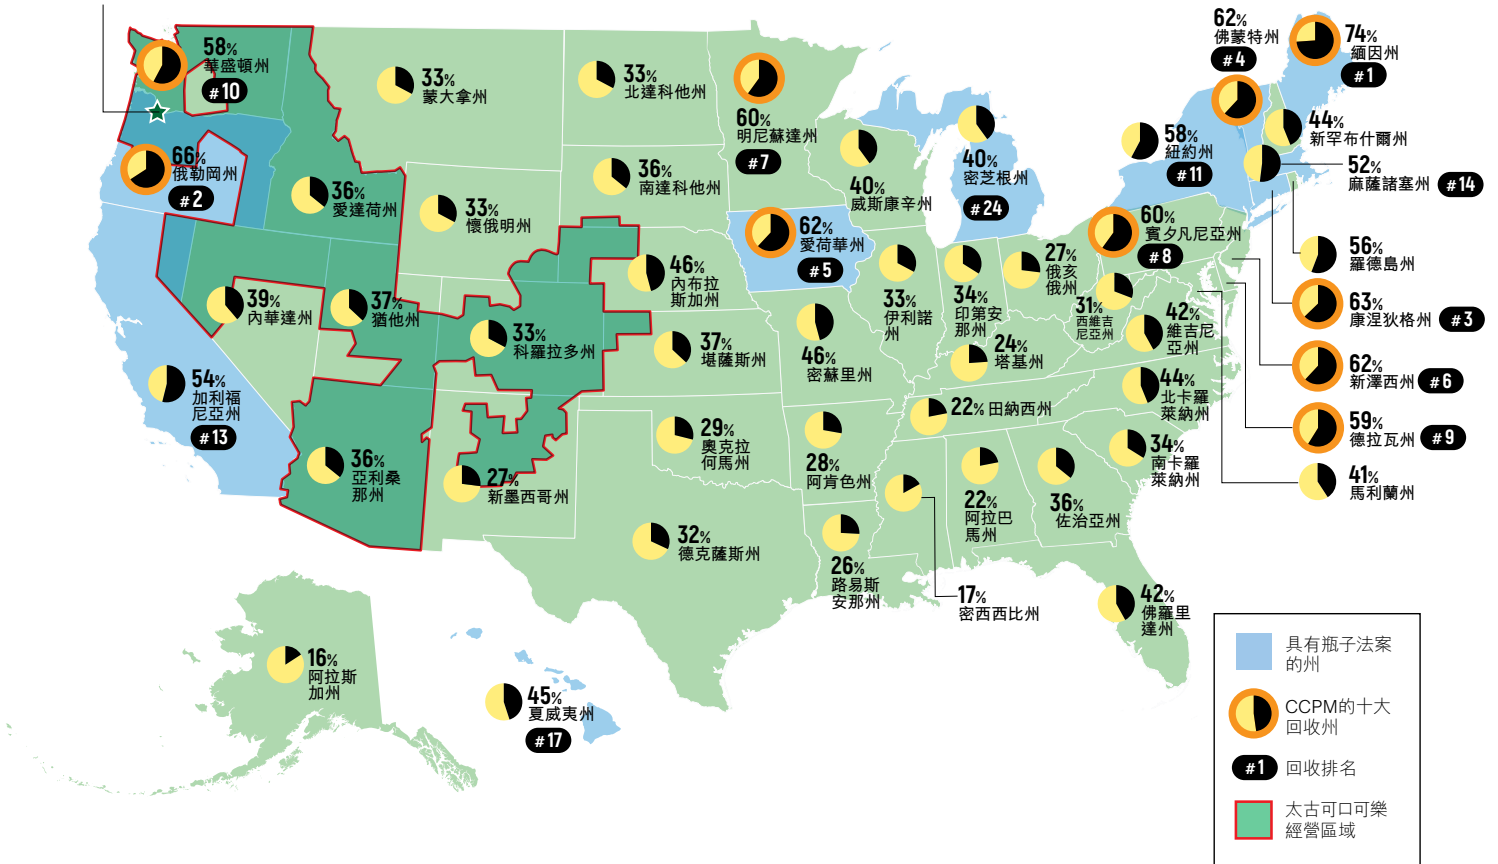 58%
華盛頓州
#10
66%
俄勒岡州
#2
54%
加利福
尼亞州
#13
33%
蒙大拿州
36%
愛達荷州
33%
懷俄明州
39%
內華達州
37%
猶他州
36%
亞利桑
那州
33%
科羅拉多州
27%
新墨西哥州
33%
北達科他州
36%
南達科他州
46%
內布拉
斯加州
37%
堪薩斯州
29%
奧克拉
何馬州
32%
德克薩斯州
60%
明尼蘇達州
#7
62%
愛荷華州
#5
46%
密蘇里州
28%
阿肯色州
26%
路易斯
安那州
40%
威斯康辛州
33%
伊利諾
州
40%
密芝根州
#24
34%
印第安
那州
27%
俄亥
俄州
24%
塔基州
22% 田納西州
17%
密西西比州
22%
阿拉巴
馬州
36%
佐治亞州
42%
佛羅里
達州
34%
南卡羅
萊納州
44%
北卡羅
萊納州
42%
維吉尼
亞州
31%
西維吉
尼亞州
60%
賓夕凡尼亞州
#8
58%
紐約州
#11
62%
佛蒙特州
#4
74%
緬因州
#1
44%
新罕布什爾州
52%
麻薩諸塞州 #14
56%
羅德島州
63%
康涅狄格州 #3
62%
新澤西州 #6
59%
德拉瓦州 #9
41%
馬利蘭州
16%
阿拉斯
加州
45%
夏威夷州
#17
具有瓶子法案
的州
CCPM的十大
回收州
#1 回收排名
太古可口可樂
經營區域